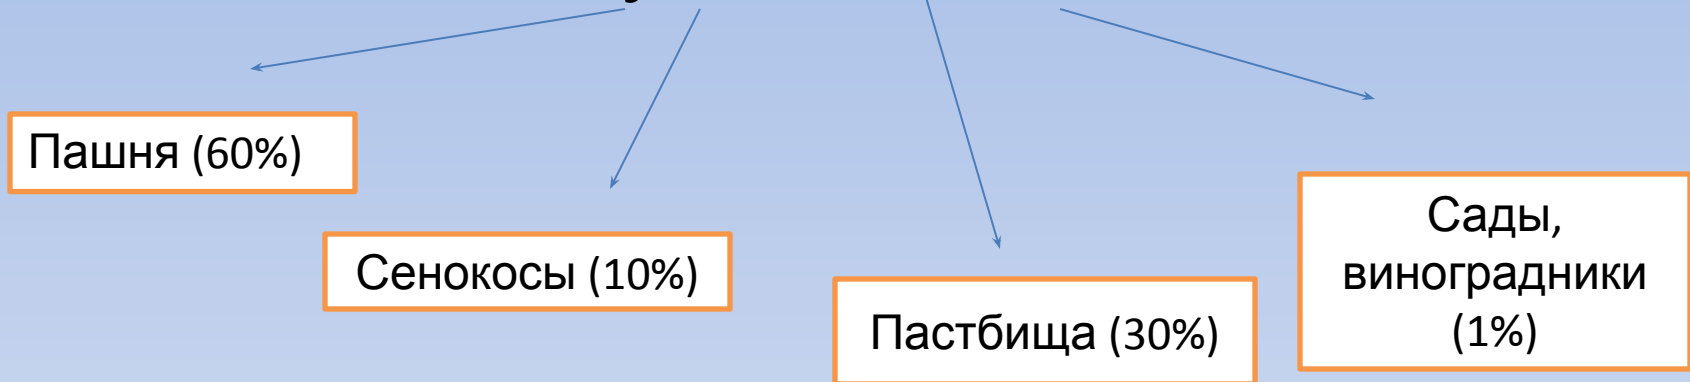 Пашня (60%)
Сенокосы (10%)
Пастбища (30%)
Сады,
виноградники
(1%)